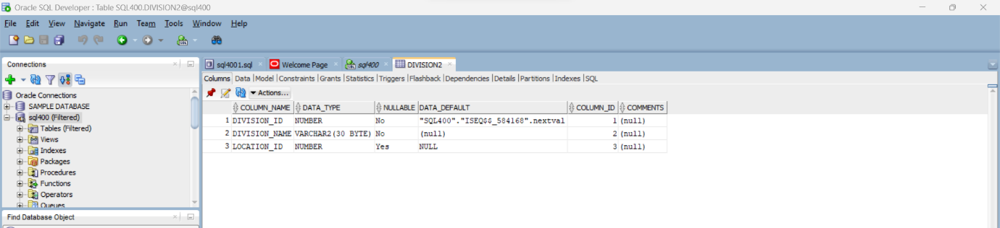 Oracle SQL Developer : Table SQL400.DIVISION2@sql400
File Edit View Navigate Run Team Tools Window Help
Connections
sql4001.sql Welcome Page sql400 DIVISION2
Columns Data Model Constraints Grants Statistics Triggers Flashback Dependencies Details Partitions Indexes SQL
Actions...
Oracle Connections
SAMPLE DATABASE
sql400 (Filtered)
Tables (Filtered)
Views
Indexes
Packages
Procedures
Functions
Operators
Queues
Find Database Object
COLUMN_NAME DATA_TYPE NULLABLE DATA_DEFAULT COLUMN_ID COMMENTS
1 DIVISION_ID NUMBER No "SQL400"."ISEQ$$_584168".nextval 1 (null)
2 DIVISION_NAME VARCHAR2(30 BYTE) No (null) 2 (null)
3 LOCATION_ID NUMBER Yes NULL 3 (null)